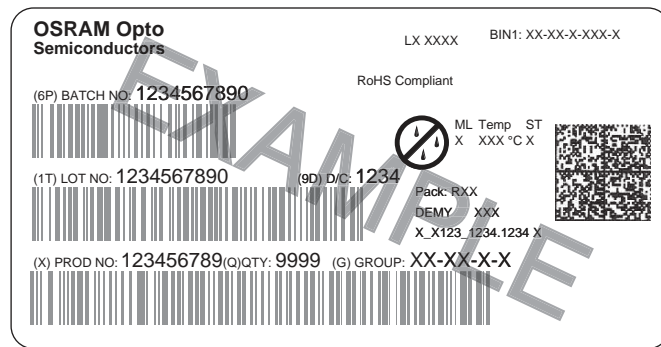 OSRAM Opto
Semiconductors
LX XXXX
BIN1: XX-XX-X-XXX-X
RoHS Compliant
(6P) BATCH NO: 1234567890
ML Temp ST
X XXX °C X
(1T) LOT NO: 1234567890 (9D) D/C: 1234
Pack: RXX
DEMY XXX
X_X123_1234.1234 X
(X) PROD NO: 123456789(Q)QTY: 9999 (G) GROUP: XX-XX-X-X
EXAMPLE